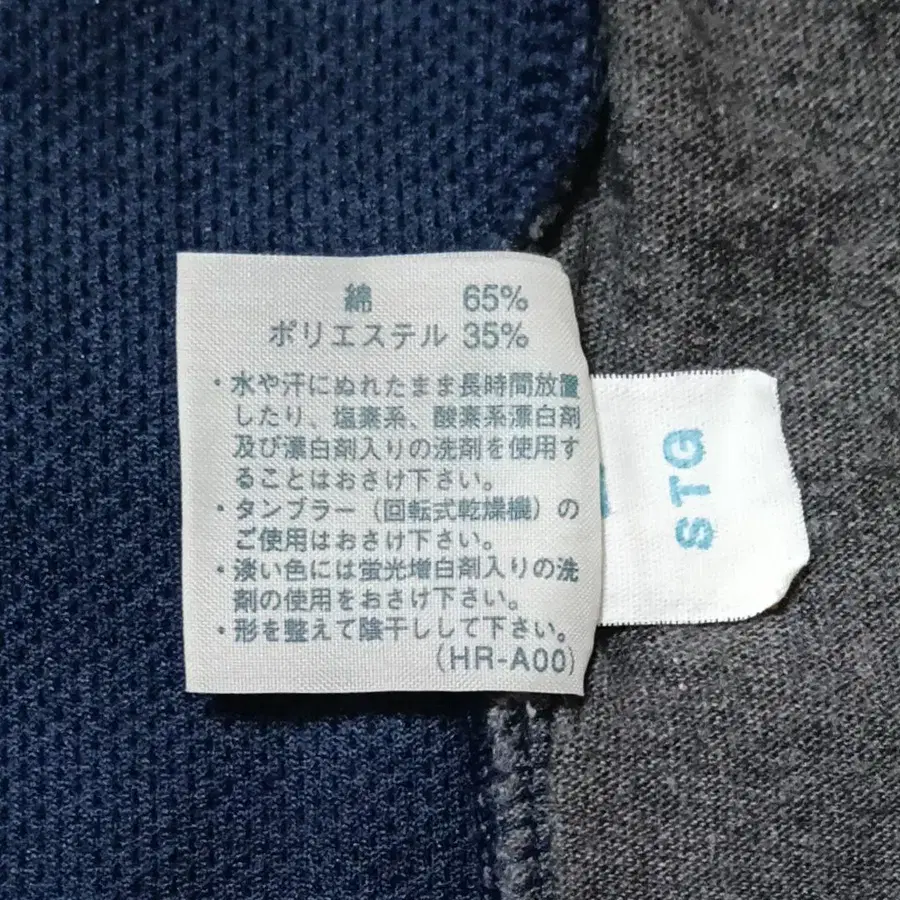 綿 65%
ポリエステル 35%
・水や汗にぬれたまま長時間放置
したり、塩素系、酸素系漂白剤
及び漂白剤入りの洗剤を使用す
ることはおさけ下さい。
・タンブラー（回転式乾燥機）の
ご使用はおさけ下さい。
・淡い色には蛍光増白剤入りの洗
剤の使用をおさけ下さい。
・形を整えて陰干しして下さい。
(HR-A00)
STG